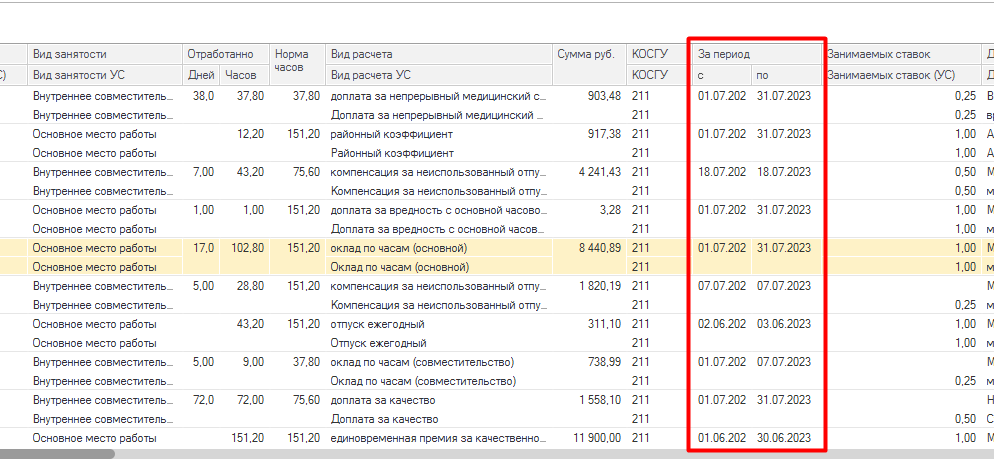 Вид занятости Отработанно Норма часов Вид расчета Сумма руб. КОСГУ За период Занимаемых ставок Д
С) Вид занятости УС Дней Часов Вид расчета УС КОСГУ с по Занимаемых ставок (УС) Д
Внутреннее совместитель... 38,0 37,80 37,80 доплата за непрерывный медицинский с... 903,48 211 01.07.202 31.07.2023 0,25 В
Внутреннее совместитель... Доплата за непрерывный медицинский ... 211 0,25 в
Основное место работы 12,20 151,20 районный коэффициент 917,38 211 01.07.202 31.07.2023 1,00 А
Основное место работы Районный коэффициент 211 1,00 А
Внутреннее совместитель... 7,00 43,20 75,60 компенсация за неиспользованный отпу... 4 241,43 211 18.07.202 18.07.2023 0,50 М
Внутреннее совместитель... Компенсация за неиспользованный отпу... 211 0,50 м
Основное место работы 1,00 1,00 151,20 доплата за вредность с основной часово... 3,28 211 01.07.202 31.07.2023 1,00 М
Основное место работы Доплата за вредность с основной часов... 211 1,00 м
Основное место работы 17,0 102,80 151,20 оклад по часам (основной) 8 440,89 211 01.07.202 31.07.2023 1,00 М
Основное место работы Оклад по часам (основной) 211 1,00 м
Внутреннее совместитель... 5,00 28,80 151,20 компенсация за неиспользованный отпу... 1 820,19 211 07.07.202 07.07.2023 М
Внутреннее совместитель... Компенсация за неиспользованный отпу... 211 0,25 м
Основное место работы 43,20 151,20 отпуск ежегодный 311,10 211 02.06.202 03.06.2023 1,00 М
Основное место работы Отпуск ежегодный 211 1,00 м
Внутреннее совместитель... 5,00 9,00 37,80 оклад по часам (совместительство) 738,99 211 01.07.202 07.07.2023 М
Внутреннее совместитель... Оклад по часам (совместительство) 211 0,25 м
Внутреннее совместитель... 72,0 72,00 75,60 доплата за качество 1 558,10 211 01.07.202 31.07.2023 Н
Внутреннее совместитель... Доплата за качество 211 0,50 С
Основное место работы 151,20 151,20 единовременная премия за качественно... 11 900,00 211 01.06.202 30.06.2023 1,00 М